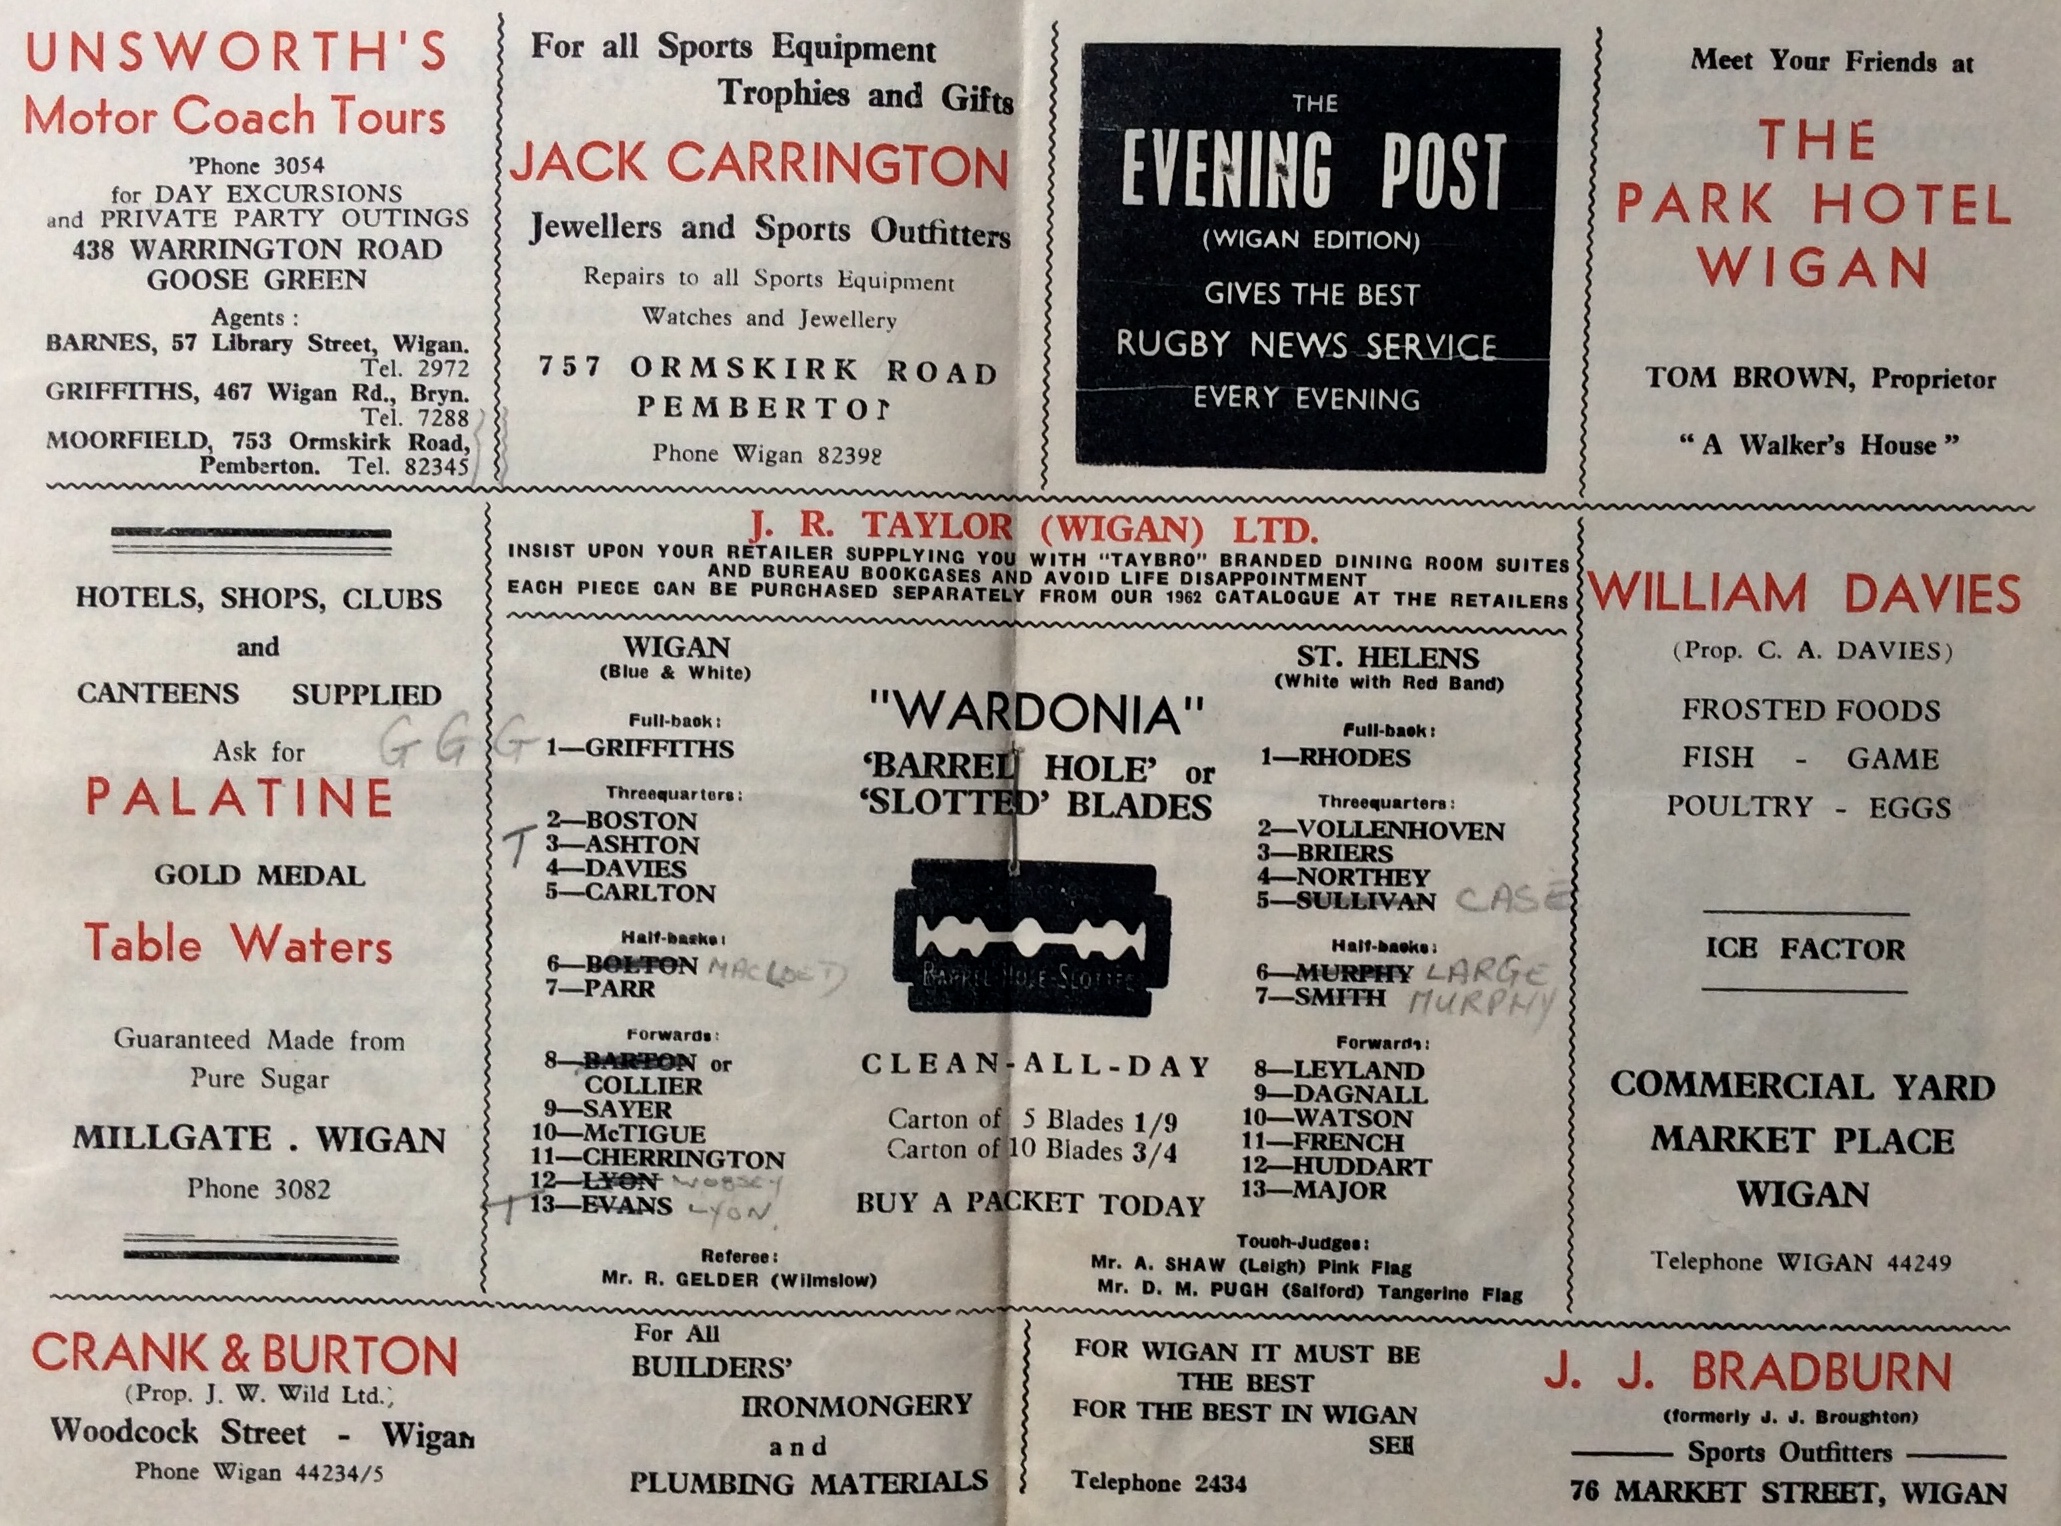 UNSWORTH'S
Motor Coach Tours
'Phone 3054
for DAY EXCURSIONS
and PRIVATE PARTY OUTINGS
438 WARRINGTON ROAD
GOOSE GREEN
Agents :
BARNES, 57 Library Street, Wigan.
Tel. 2972
GRIFFITHS, 467 Wigan Rd., Bryn.
Tel. 7288
MOORFIELD, 753 Ormskirk Road,
Pemberton. Tel. 82345
For all Sports Equipment
Trophies and Gifts
JACK CARRINGTON
Jewellers and Sports Outfitters
Repairs to all Sports Equipment
Watches and Jewellery
757 ORMSKIRK ROAD
PEMBERTON
Phone Wigan 82398
THE
EVENING POST
(WIGAN EDITION)
GIVES THE BEST
RUGBY NEWS SERVICE
EVERY EVENING
Meet Your Friends at
THE
PARK HOTEL
WIGAN
TOM BROWN, Proprietor
"A Walker's House"
HOTELS, SHOPS, CLUBS
and
CANTEENS SUPPLIED
Ask for
PALATINE
GOLD MEDAL
Table Waters
Guaranteed Made from
Pure Sugar
MILLGATE . WIGAN
Phone 3082
J. R. TAYLOR (WIGAN) LTD.
INSIST UPON YOUR RETAILER SUPPLYING YOU WITH "TAYBRO" BRANDED DINING ROOM SUITES
AND BUREAU BOOKCASES AND AVOID LIFE DISAPPOINTMENT
EACH PIECE CAN BE PURCHASED SEPARATELY FROM OUR 1962 CATALOGUE AT THE RETAILERS
WIGAN
(Blue & White)
Full-back:
G G G 1—GRIFFITHS
Threequarters:
2—BOSTON
T 3—ASHTON
4—DAVIES
5—CARLTON
Half-backs:
6—BOLTON MACLOED
7—PARR
Forwards:
8—BARTON or
COLLIER
9—SAYER
10—McTIGUE
11—CHERRINGTON
12—LYON
T 13—EVANS LYON
Referee:
Mr. R. GELDER (Wilmslow)
"WARDONIA"
'BARREL HOLE' or
'SLOTTED' BLADES
BARREL-HOLE-SLOTTED
CLEAN-ALL-DAY
Carton of 5 Blades 1/9
Carton of 10 Blades 3/4
BUY A PACKET TODAY
ST. HELENS
(White with Red Band)
Full-back:
1—RHODES
Threequarters:
2—VOLLENHOVEN
3—BRIERS
4—NORTHEY
5—SULLIVAN CASE
Half-backs:
6—MURPHY LARGE
7—SMITH MURPHY
Forwards:
8—LEYLAND
9—DAGNALL
10—WATSON
11—FRENCH
12—HUDDART
13—MAJOR
Touch-Judges:
Mr. A. SHAW (Leigh) Pink Flag
Mr. D. M. PUGH (Salford) Tangerine Flag
WILLIAM DAVIES
(Prop. C. A. DAVIES)
FROSTED FOODS
FISH - GAME
POULTRY - EGGS
ICE FACTOR
COMMERCIAL YARD
MARKET PLACE
WIGAN
Telephone WIGAN 44249
CRANK & BURTON
(Prop. J. W. Wild Ltd.)
Woodcock Street - Wigan
Phone Wigan 44234/5
For All
BUILDERS'
IRONMONGERY
and
PLUMBING MATERIALS
FOR WIGAN IT MUST BE
THE BEST
FOR THE BEST IN WIGAN
SEE
Telephone 2434
J. J. BRADBURN
(formerly J. J. Broughton)
Sports Outfitters
76 MARKET STREET, WIGAN